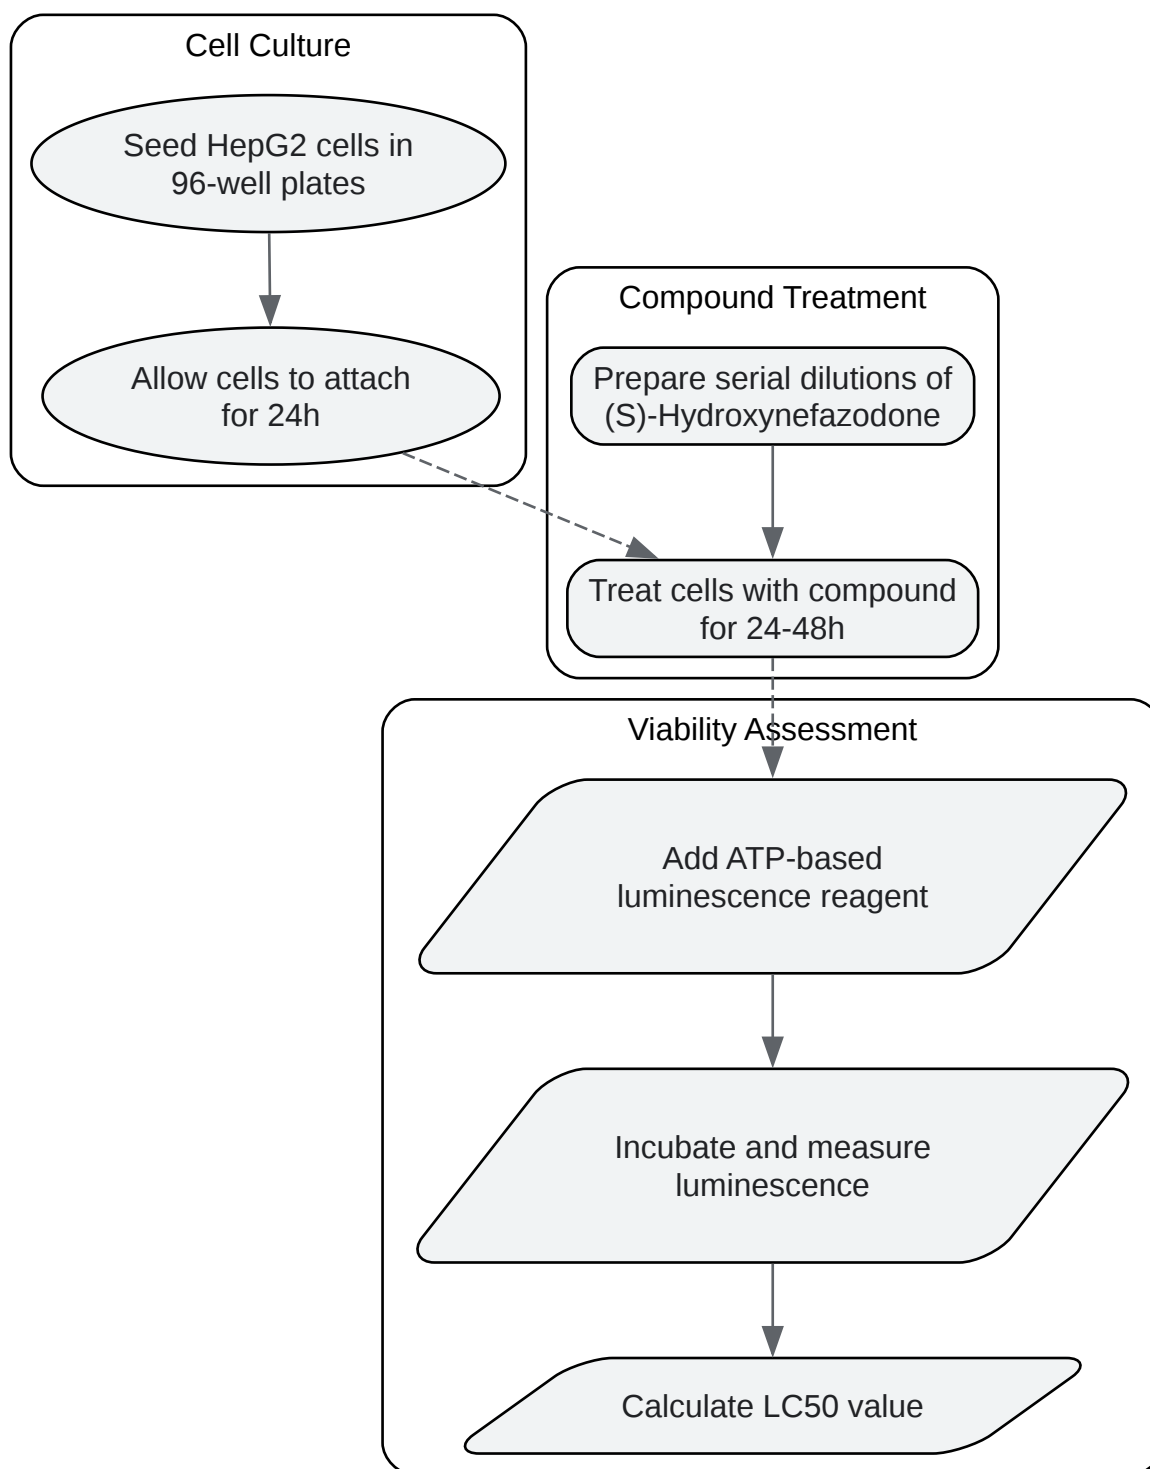 Cell Culture
Seed HepG2 cells in
96-well plates
Allow cells to attach
for 24h
Compound Treatment
Prepare serial dilutions of
(S)-Hydroxynefazodone
Treat cells with compound
for 24-48h
Viability Assessment
Add ATP-based
luminescence reagent
Incubate and measure
luminescence
Calculate LC50 value